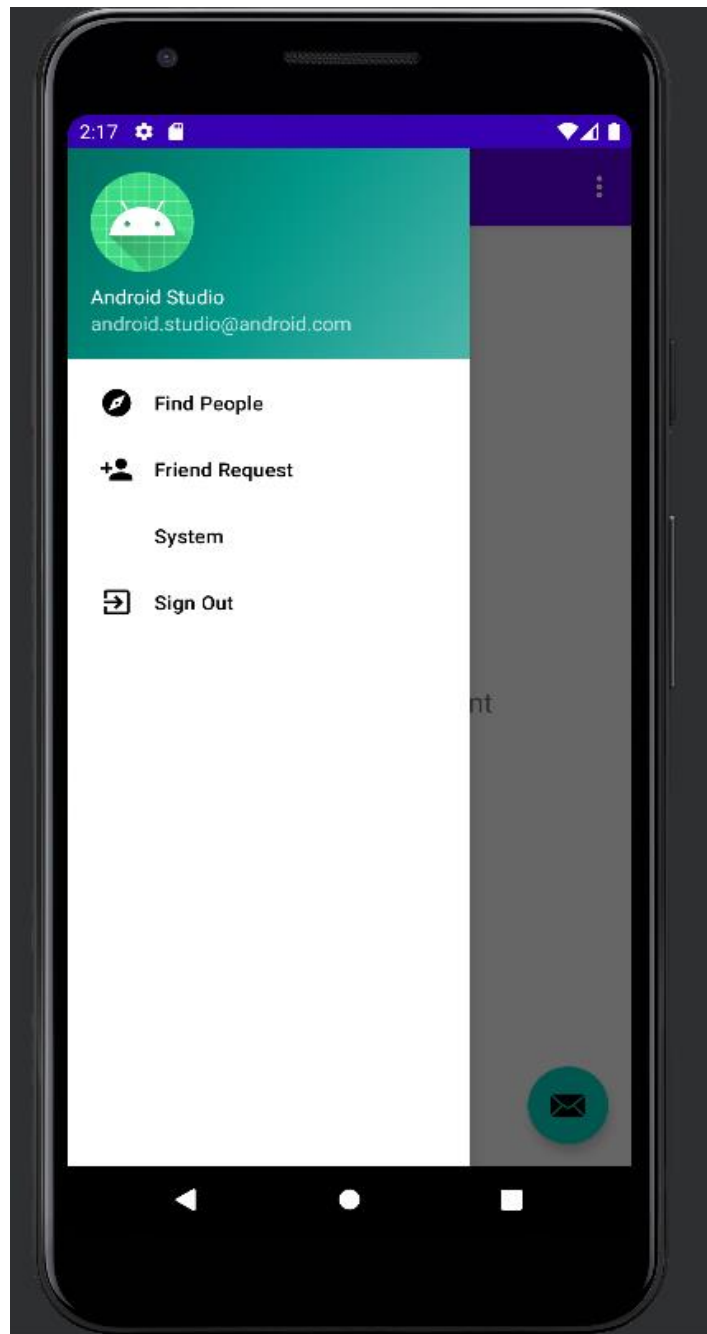 2:17
Android Studio
android.studio@android.com
Find People
Friend Request
System
Sign Out
nt